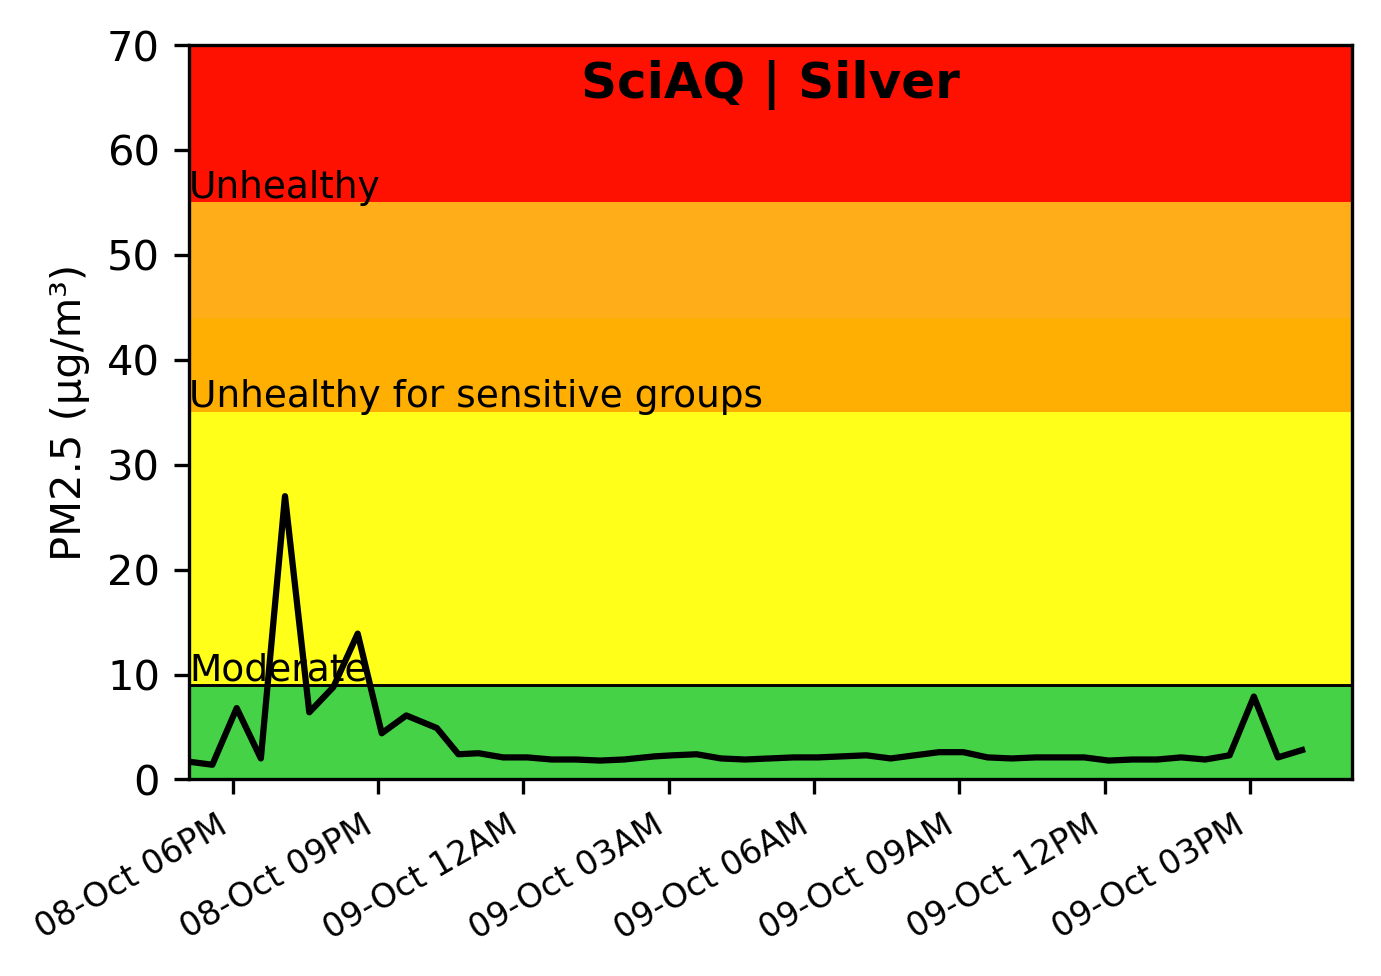 SciAQ | Silver
70
60
50
40
30
20
10
0
PM2.5 (µg/m³)
Unhealthy
Unhealthy for sensitive groups
Moderate
08-Oct 06PM
08-Oct 09PM
09-Oct 12AM
09-Oct 03AM
09-Oct 06AM
09-Oct 09AM
09-Oct 12PM
09-Oct 03PM